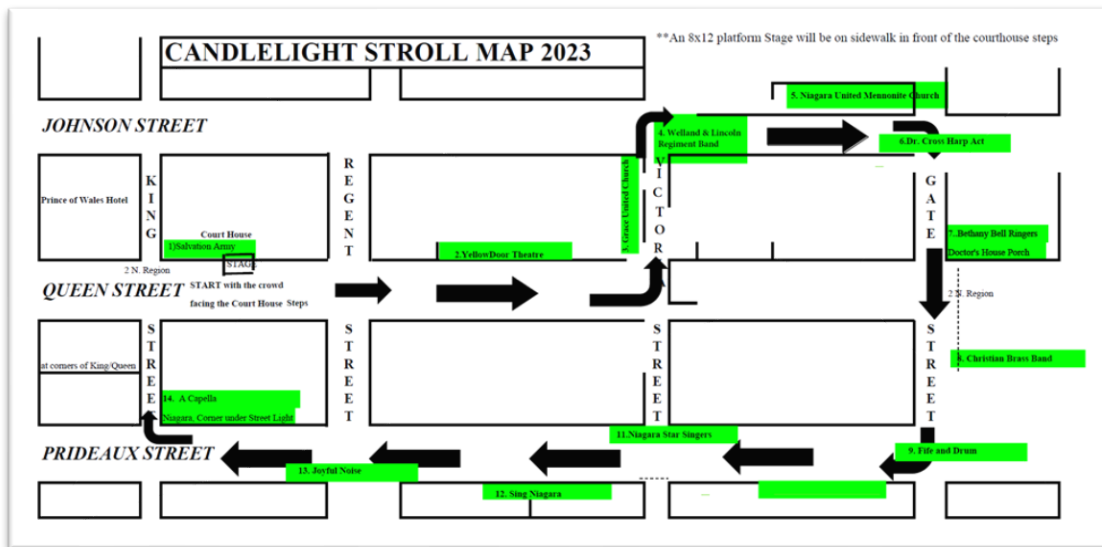 CANDLELIGHT STROLL MAP 2023
**An 8x12 platform Stage will be on sidewalk in front of the courthouse steps
5. Niagara United Mennonite Church
JOHNSON STREET
4. Welland & Lincoln
Regiment Band
6.Dr. Cross Harp Act
KING
REGENT
3. Grace United Church
VICTORIA
GATE
Prince of Wales Hotel
Court House
1)Salvation Army
STAGE
2.YellowDoor Theatre
7..Bethany Bell Ringers
Doctor's House Porch
2 N. Region
QUEEN STREET
START with the crowd
facing the Court House Steps
2 N. Region
STREET
STREET
STREET
STREET
at corners of King/Queen
8. Christian Brass Band
14. A Capella
Niagara, Corner under Street Light
11.Niagara Star Singers
PRIDEAUX STREET
9. Fife and Drum
13. Joyful Noise
12. Sing Niagara